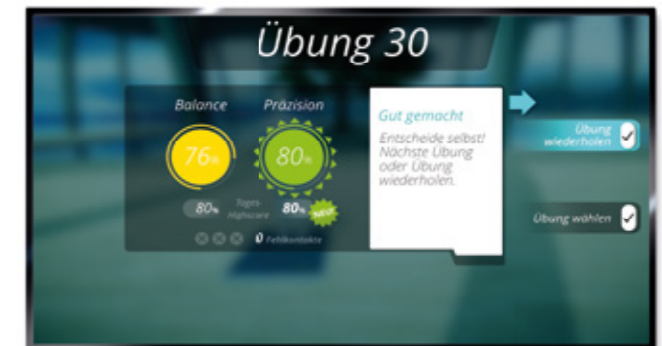 Übung 30
Balance
Präzision
76%
80%
80%
Tages-
Highscore
80%
NEU!
0 Fehlkontakte
Gut gemacht
Entscheide selbst!
Nächste Übung
oder Übung
wiederholen.
Übung
wiederholen
Übung wählen